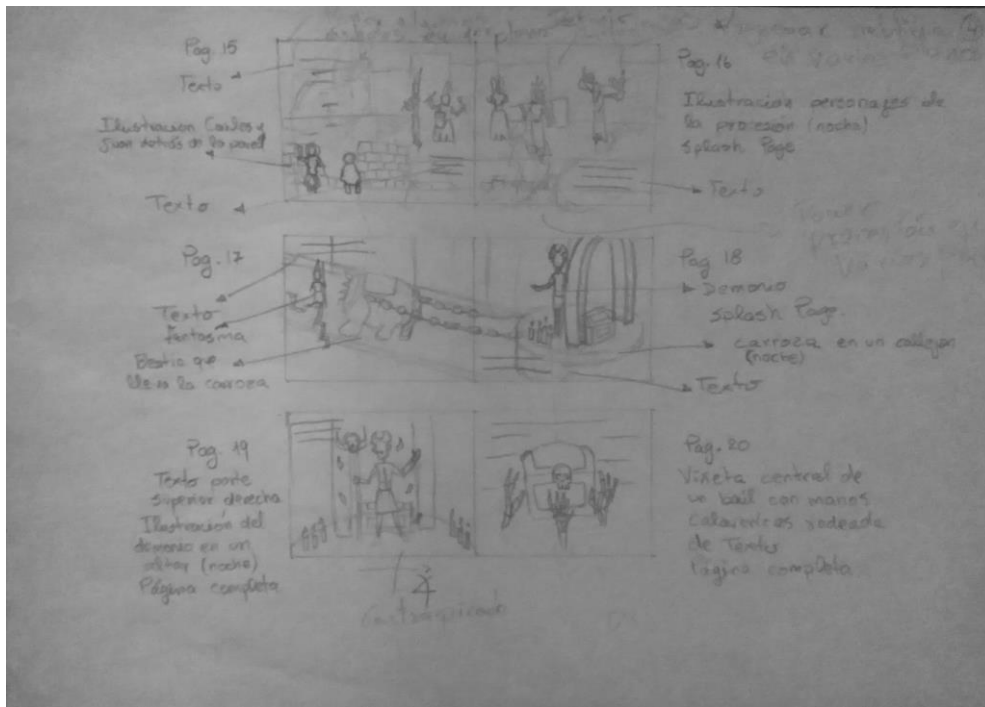 Pag. 15
Texto
Ilustracion Carlos y
Juan detrás de la pared
Texto
Pag. 16
Ilustracion personajes de
la procesión (noche)
splash Page
Texto
Pag. 17
Texto
fantasma
Bestia que
lleva la carroza
Pag 18
Demonio
splash Page.
carroza en un callejon
(noche)
Texto
Pag. 19
Texto parte
superior derecha
Ilustración del
demonio en un
altar (noche)
Página completa
Pag. 20
Viñeta central de
un baúl con manos
calavericas rodeada
de Texto
Página completa